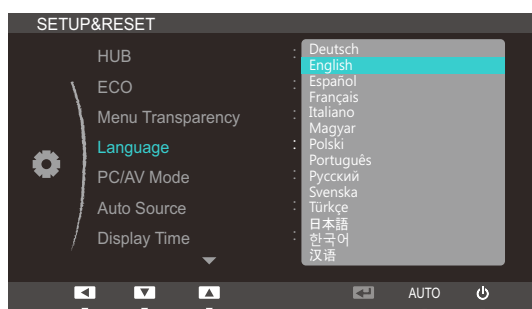 SETUP&RESET
HUB :
ECO :
Menu Transparency :
Language :
PC/AV Mode :
Auto Source :
Display Time :
Deutsch
English
Español
Français
Italiano
Magyar
Polski
Português
Русский
Svenska
Türkçe
日本語
한국어
汉语
AUTO